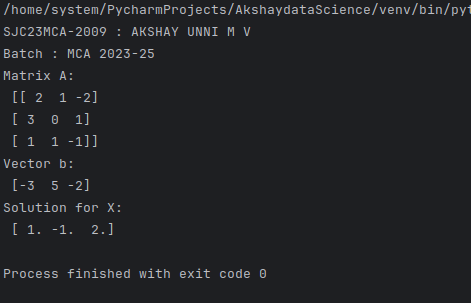 /home/system/PycharmProjects/AkshaydataScience/venv/bin/pyt
SJC23MCA-2009 : AKSHAY UNNI M V
Batch : MCA 2023-25
Matrix A:
[[ 2  1 -2]
[ 3  0  1]
[ 1  1 -1]]
Vector b:
[-3  5 -2]
Solution for X:
[ 1. -1.  2.]
Process finished with exit code 0